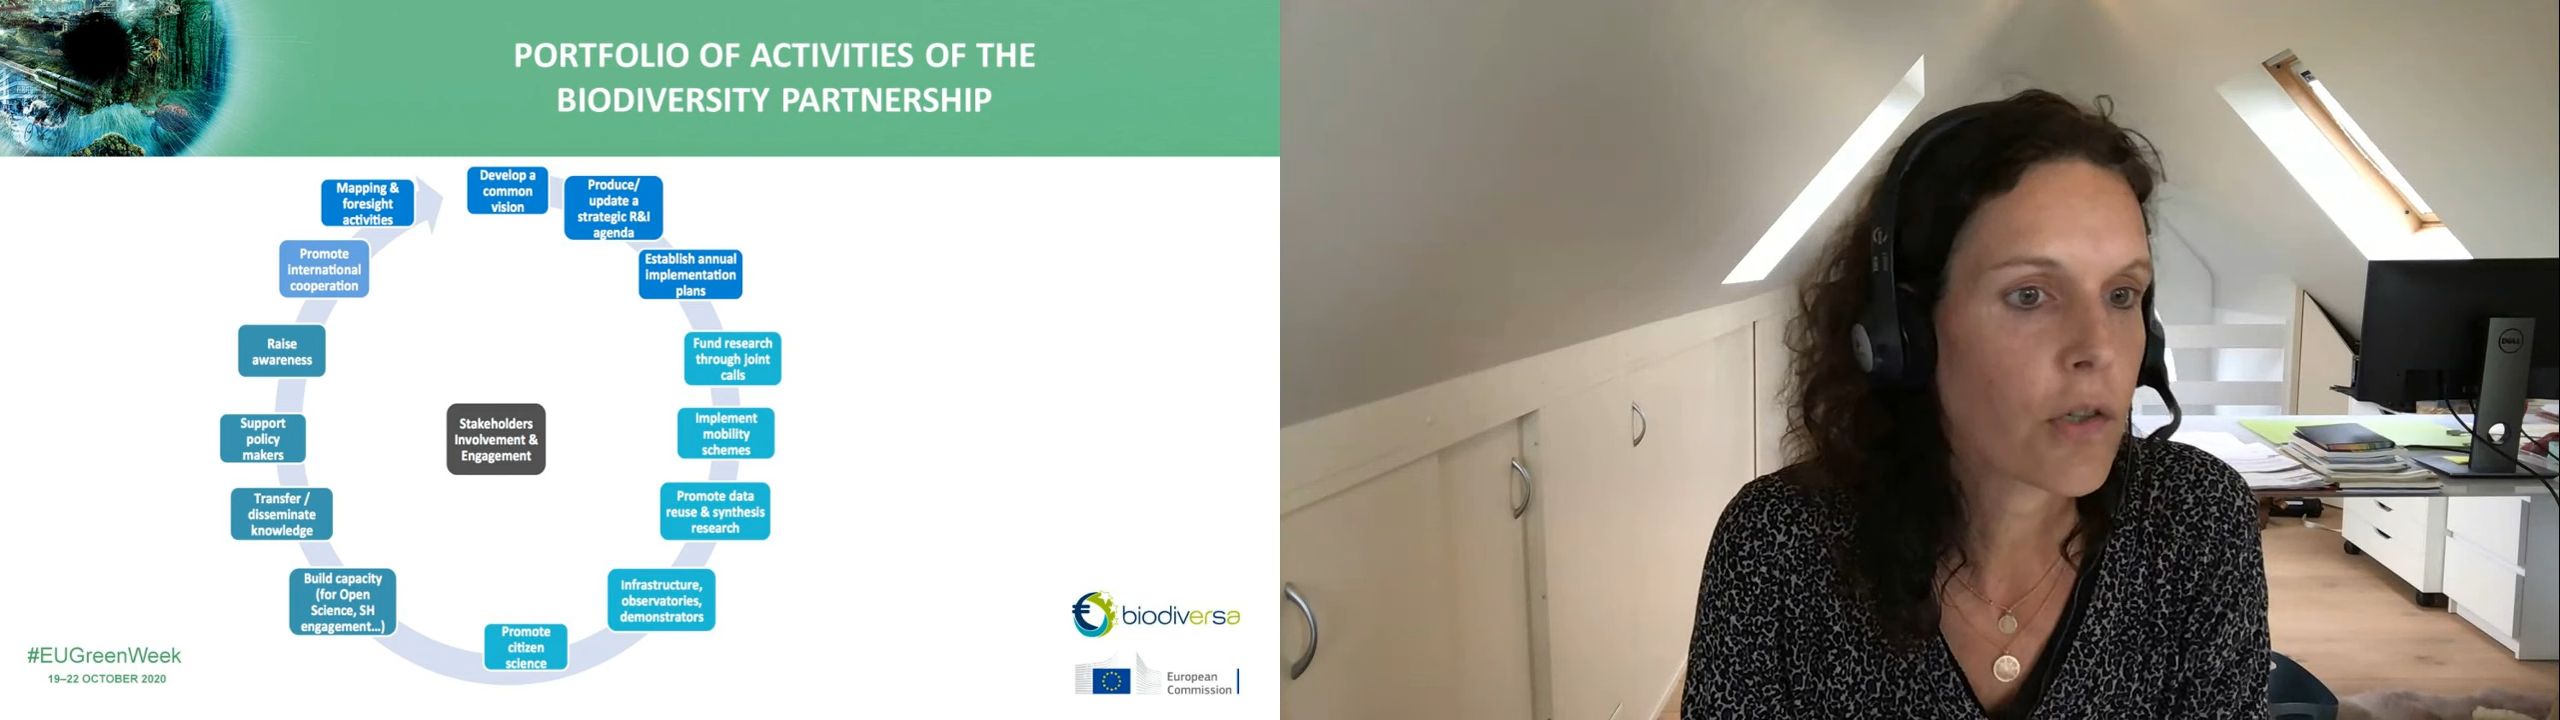 PORTFOLIO OF ACTIVITIES OF THE
BIODIVERSITY PARTNERSHIP
Develop a
common
vision
Produce/
update a
strategic R&I
agenda
Establish annual
implementation
plans
Fund research
through joint
calls
Implement
mobility
schemes
Promote data
reuse & synthesis
research
Infrastructure,
observatories,
demonstrators
Promote
citizen
science
Build capacity
(for Open
Science, SH
engagement...)
Transfer /
disseminate
knowledge
Support
policy
makers
Raise
awareness
Promote
international
cooperation
Mapping &
foresight
activities
Stakeholders
Involvement &
Engagement
#EUGreenWeek
19–22 OCTOBER 2020
biodiversa
European
Commission
DELL